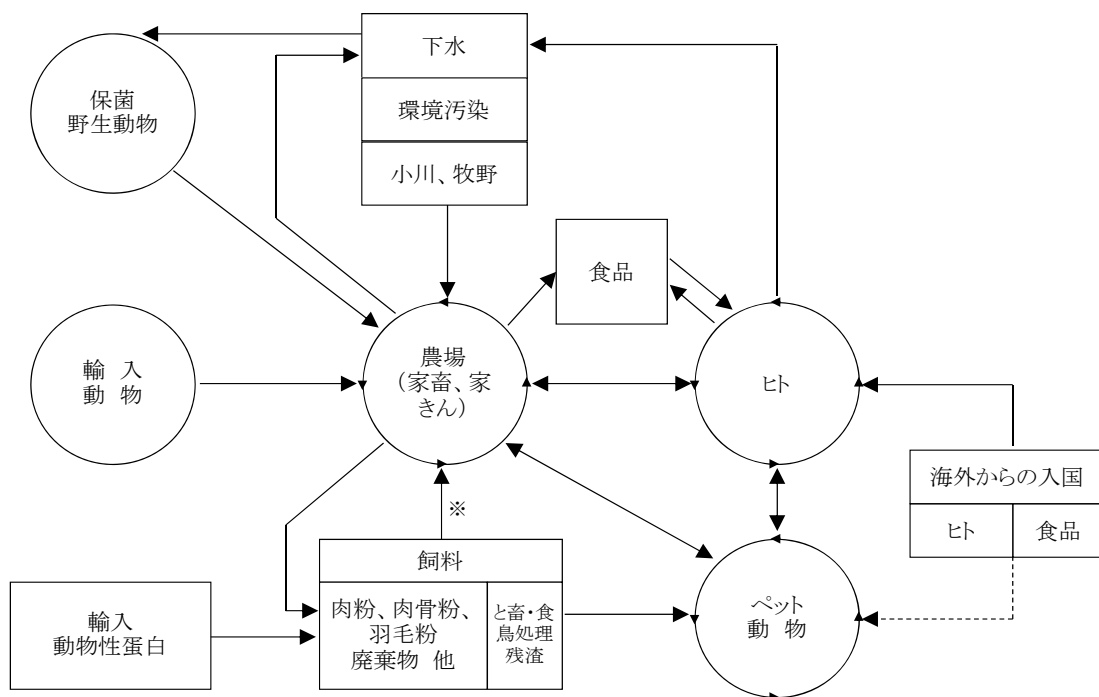 下水
環境汚染
小川、牧野
保菌
野生動物
食品
輸 入
動 物
農場
(家畜、家
きん)
ヒト
海外からの入国
ヒト
食品
※
飼料
肉粉、肉骨粉、
羽毛粉
廃棄物 他
と畜・食
鳥処理
残渣
輸入
動物性蛋白
ペット
動物